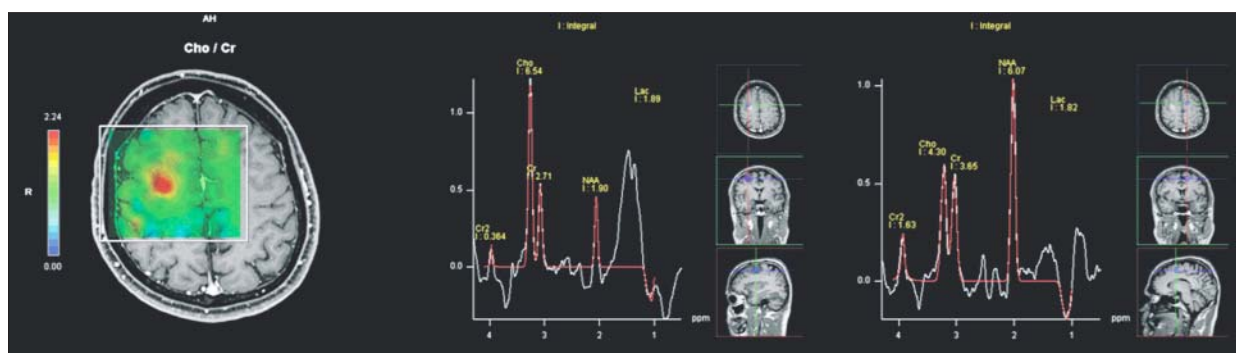 AH
Cho / Cr
2.24
R
0.00
I : Integral
Cho
I : 6.54
Lac
I : 1.89
1.0
Cr
I : 2.71
NAA
I : 1.90
0.5
Cr2
I : 0.364
0.0
4 3 2 1 ppm
I : Integral
NAA
I : 6.07
Lac
I : 1.82
1.0
Cho
I : 4.30
Cr
I : 3.65
0.5
Cr2
I : 1.63
0.0
4 3 2 1 ppm